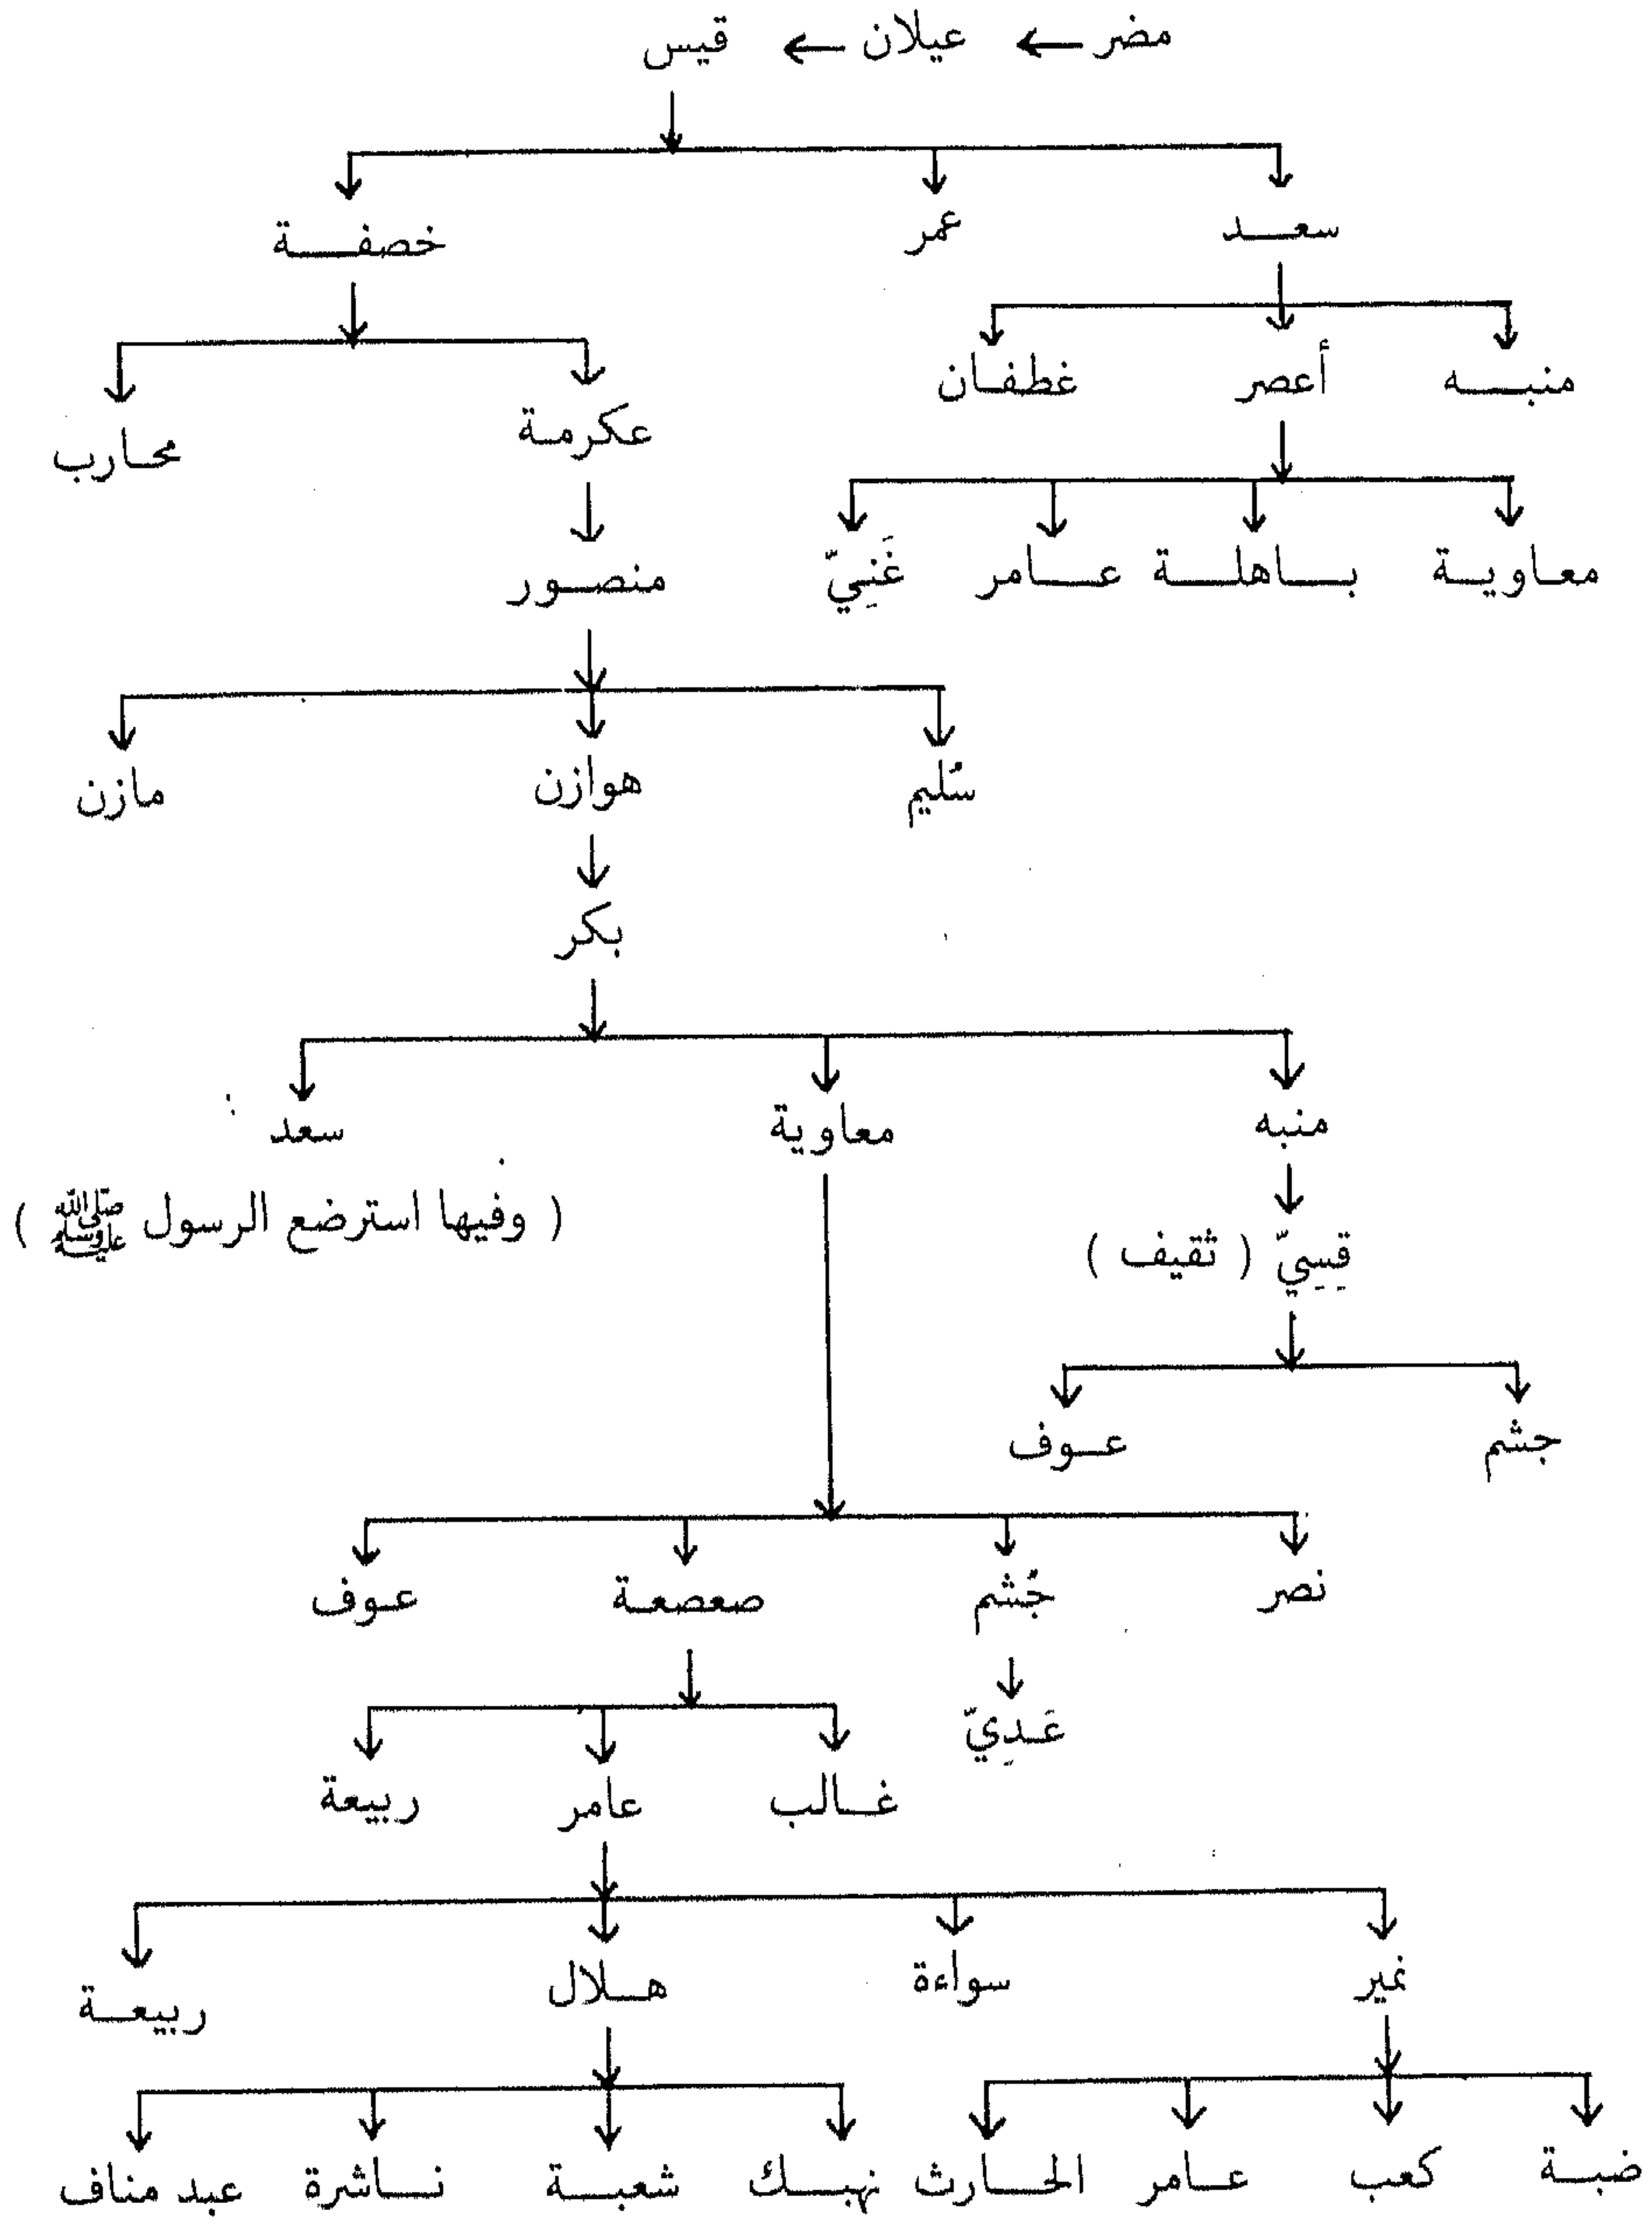 مضر ← عيلان ← قيس
سعد عمر خصفة
منبه أعصر غطفان
عكرمة محارب
معاوية باهلة عامر غَنِيّ
منصور
سُليم هوازن مازن
بكر
منبه معاوية سعد
( وفيها استرضع الرسول ﷺ )
قِسِيّ ( ثقيف )
جشم عوف
نصر جُشم صعصعة عوف
عَدِيّ
غالب عامر ربيعة
نمير سواءة هلال ربيعة
ضبة كعب عامر الحارث نهبك شعبة ناشرة عبد مناف